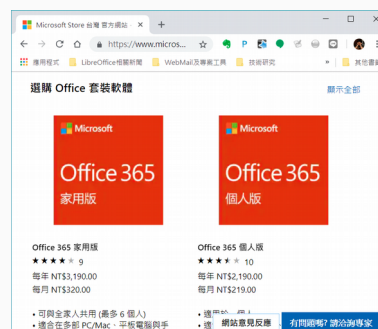 Microsoft Store 台灣 官方網站
https://www.micros...
應用程式 LibreOffice相關新聞 WebMail及專案工具 技術研究 » 其他書籤
選購 Office 套裝軟體 顯示全部
Microsoft Microsoft
Office 365 Office 365
家用版 個人版
Office 365 家用版 Office 365 個人版
★★★★★ 9 ★★★★★ 10
每年 NT$3,190.00 每年 NT$2,190.00
每月 NT$320.00 每月 NT$219.00
• 可與全家人共用 (最多 6 個人)
• 適合在多部 PC/Mac、平板電腦與手
網站意見反應 有問題嗎? 請洽詢專家